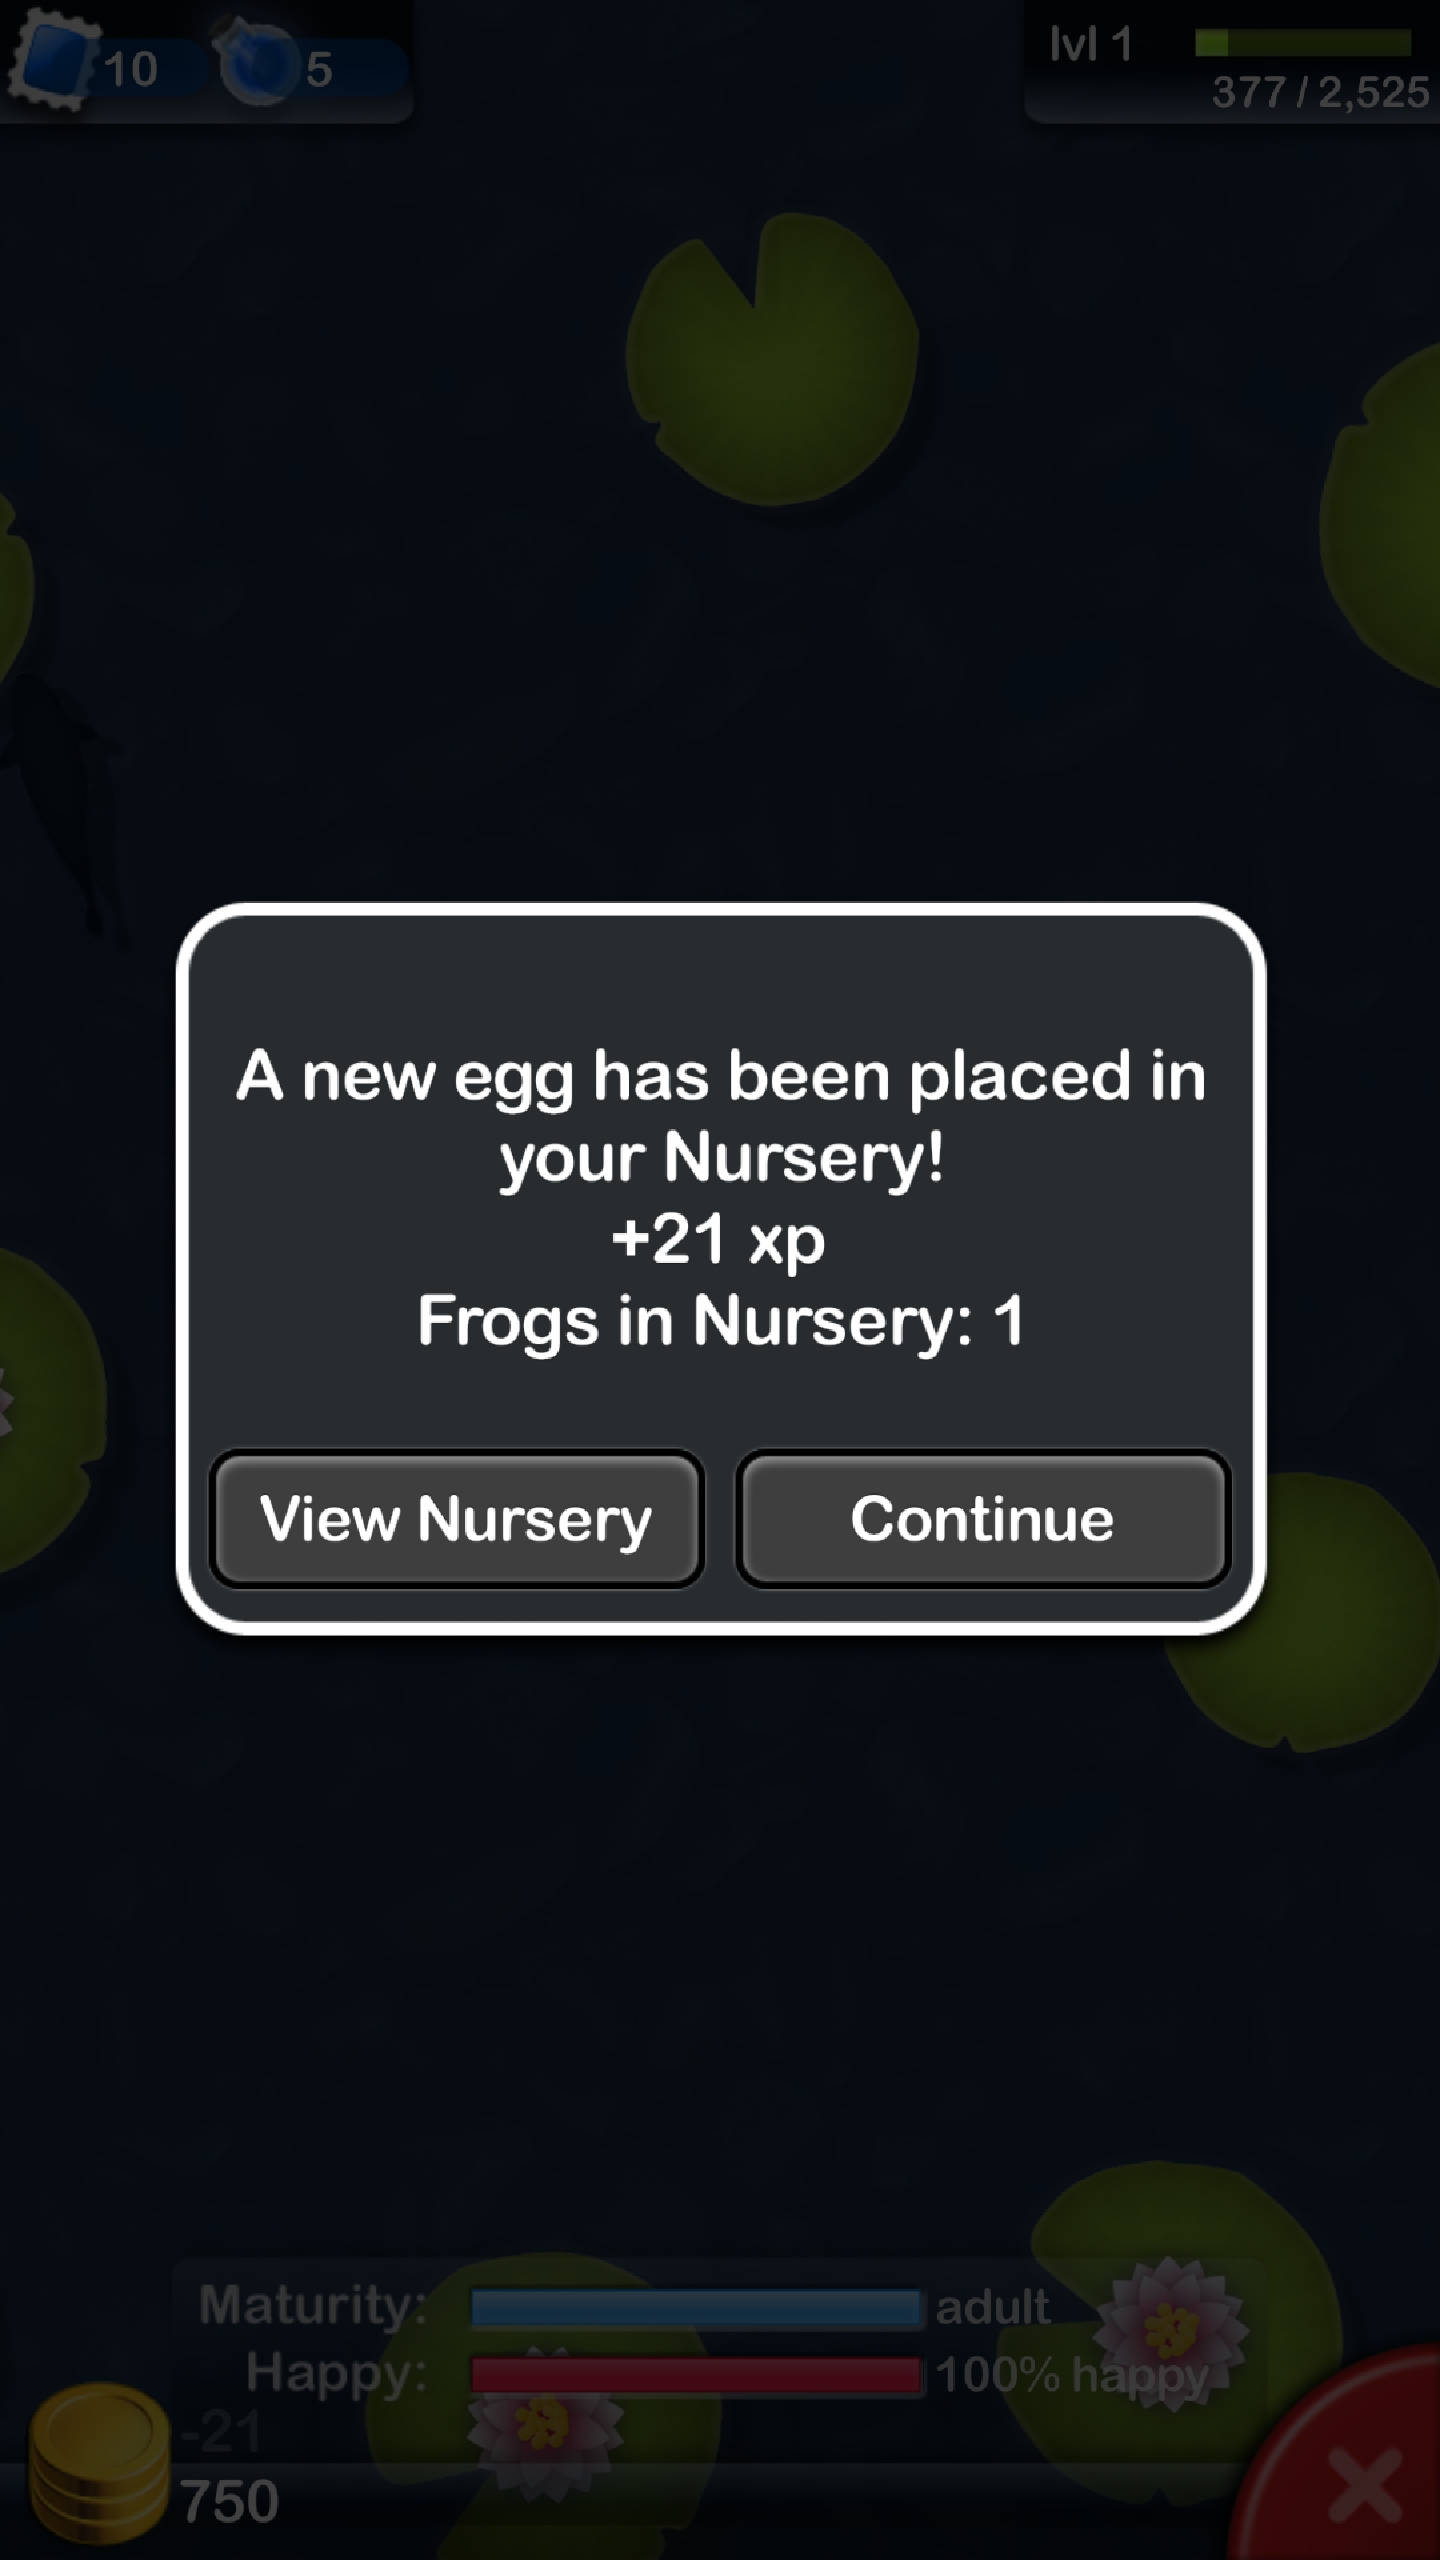 10
5
lvl 1
377 / 2,525
A new egg has been placed in
your Nursery!
+21 xp
Frogs in Nursery: 1
View Nursery
Continue
Maturity:
adult
Happy:
100% happy
-21
750